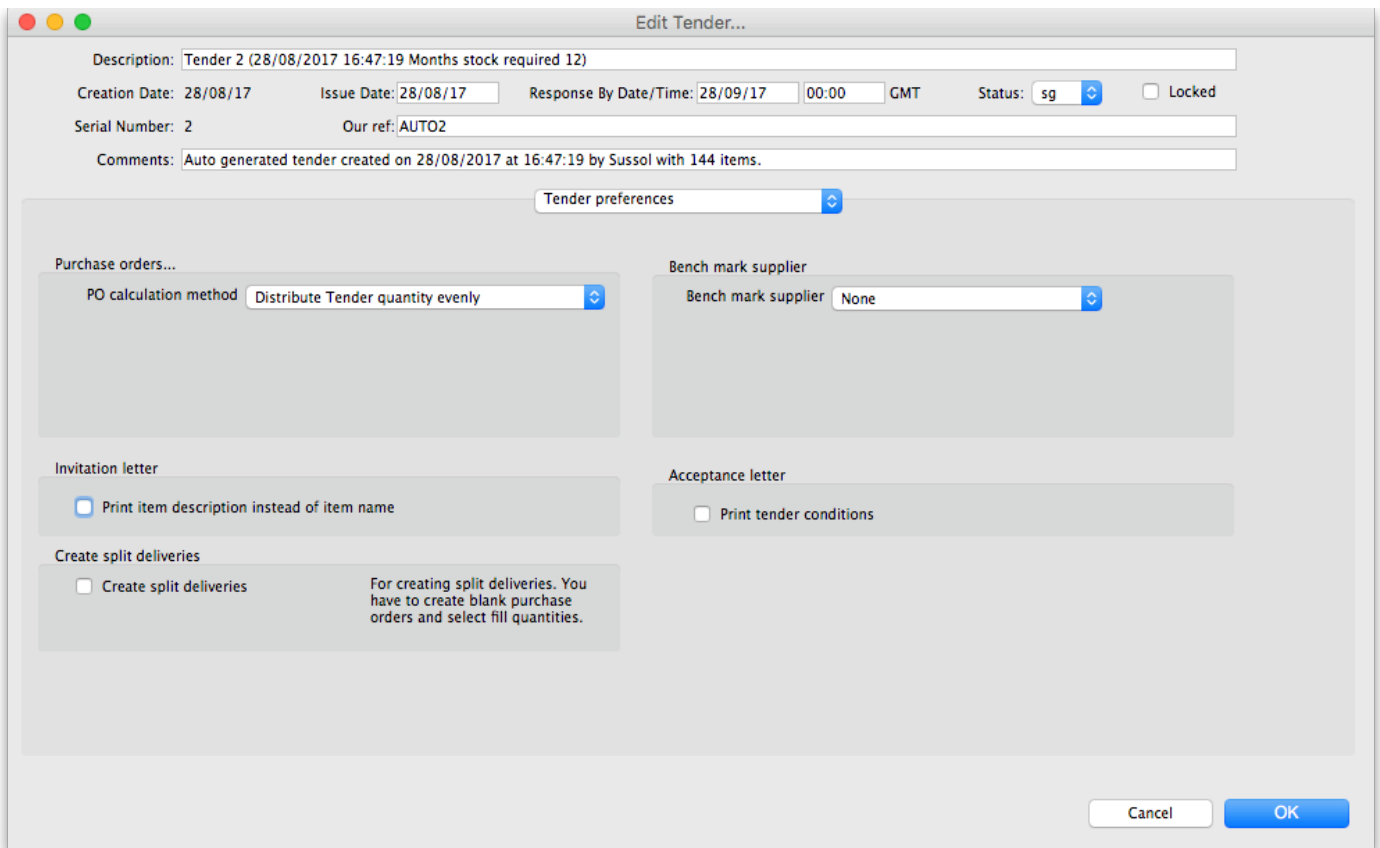 Edit Tender...
Description: Tender 2 (28/08/2017 16:47:19 Months stock required 12)
Creation Date: 28/08/17 Issue Date: 28/08/17 Response By Date/Time: 28/09/17 00:00 GMT Status: sg Locked
Serial Number: 2 Our ref: AUTO2
Comments: Auto generated tender created on 28/08/2017 at 16:47:19 by Sussol with 144 items.
Tender preferences
Purchase orders...
PO calculation method Distribute Tender quantity evenly
Bench mark supplier
Bench mark supplier None
Invitation letter
Print item description instead of item name
Acceptance letter
Print tender conditions
Create split deliveries
Create split deliveries
For creating split deliveries. You
have to create blank purchase
orders and select fill quantities.
Cancel OK